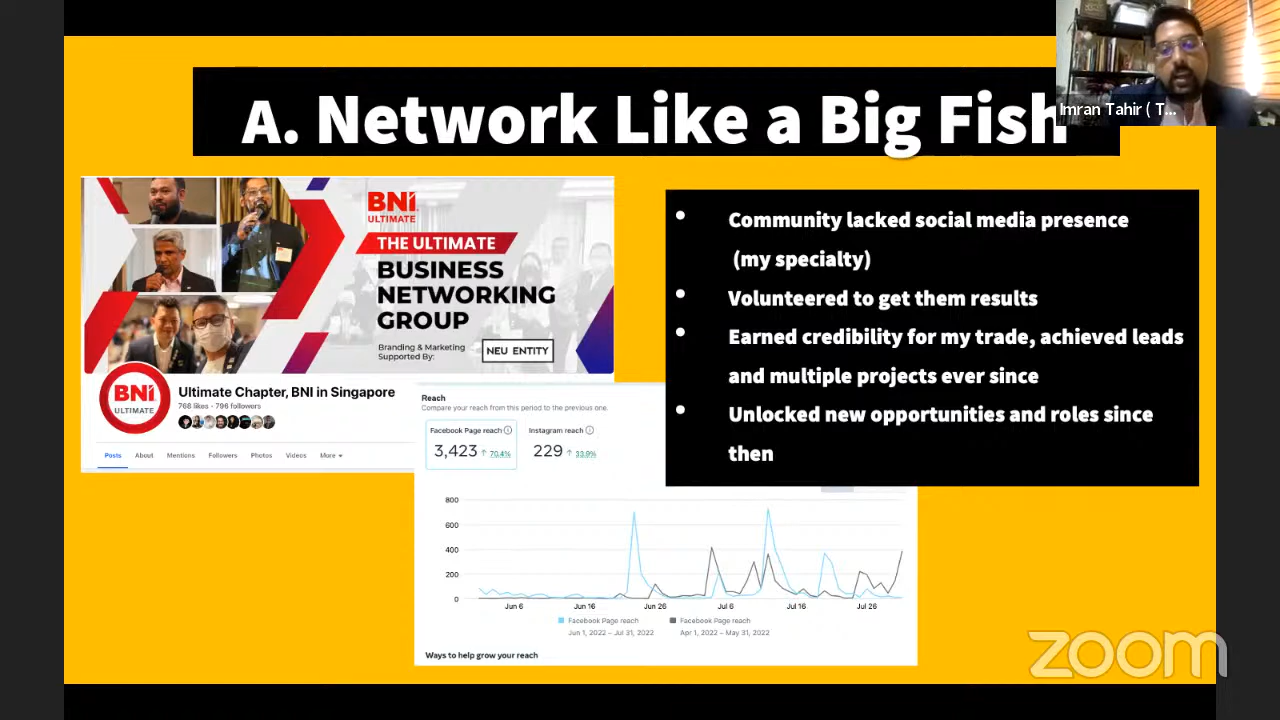 A. Network Like a Big Fish
Imran Tahir ( T...
BNI
ULTIMATE
THE ULTIMATE
BUSINESS
NETWORKING
GROUP
Branding & Marketing
Supported By:
NEU ENTITY
BNI
ULTIMATE
Ultimate Chapter, BNI in Singapore
768 likes • 796 followers
Posts About Mentions Followers Photos Videos More
• Community lacked social media presence
(my specialty)
• Volunteered to get them results
• Earned credibility for my trade, achieved leads
and multiple projects ever since
• Unlocked new opportunities and roles since
then
Reach
Compare your reach from this period to the previous one.
Facebook Page reach Instagram reach
3,423 ↑ 70.4% 229 ↑ 33.9%
800
600
400
200
0
Jun 6 Jun 16 Jun 26 Jul 6 Jul 16 Jul 26
Facebook Page reach Facebook Page reach
Jun 1, 2022 – Jul 31, 2022 Apr 1, 2022 – May 31, 2022
Ways to help grow your reach
zoom